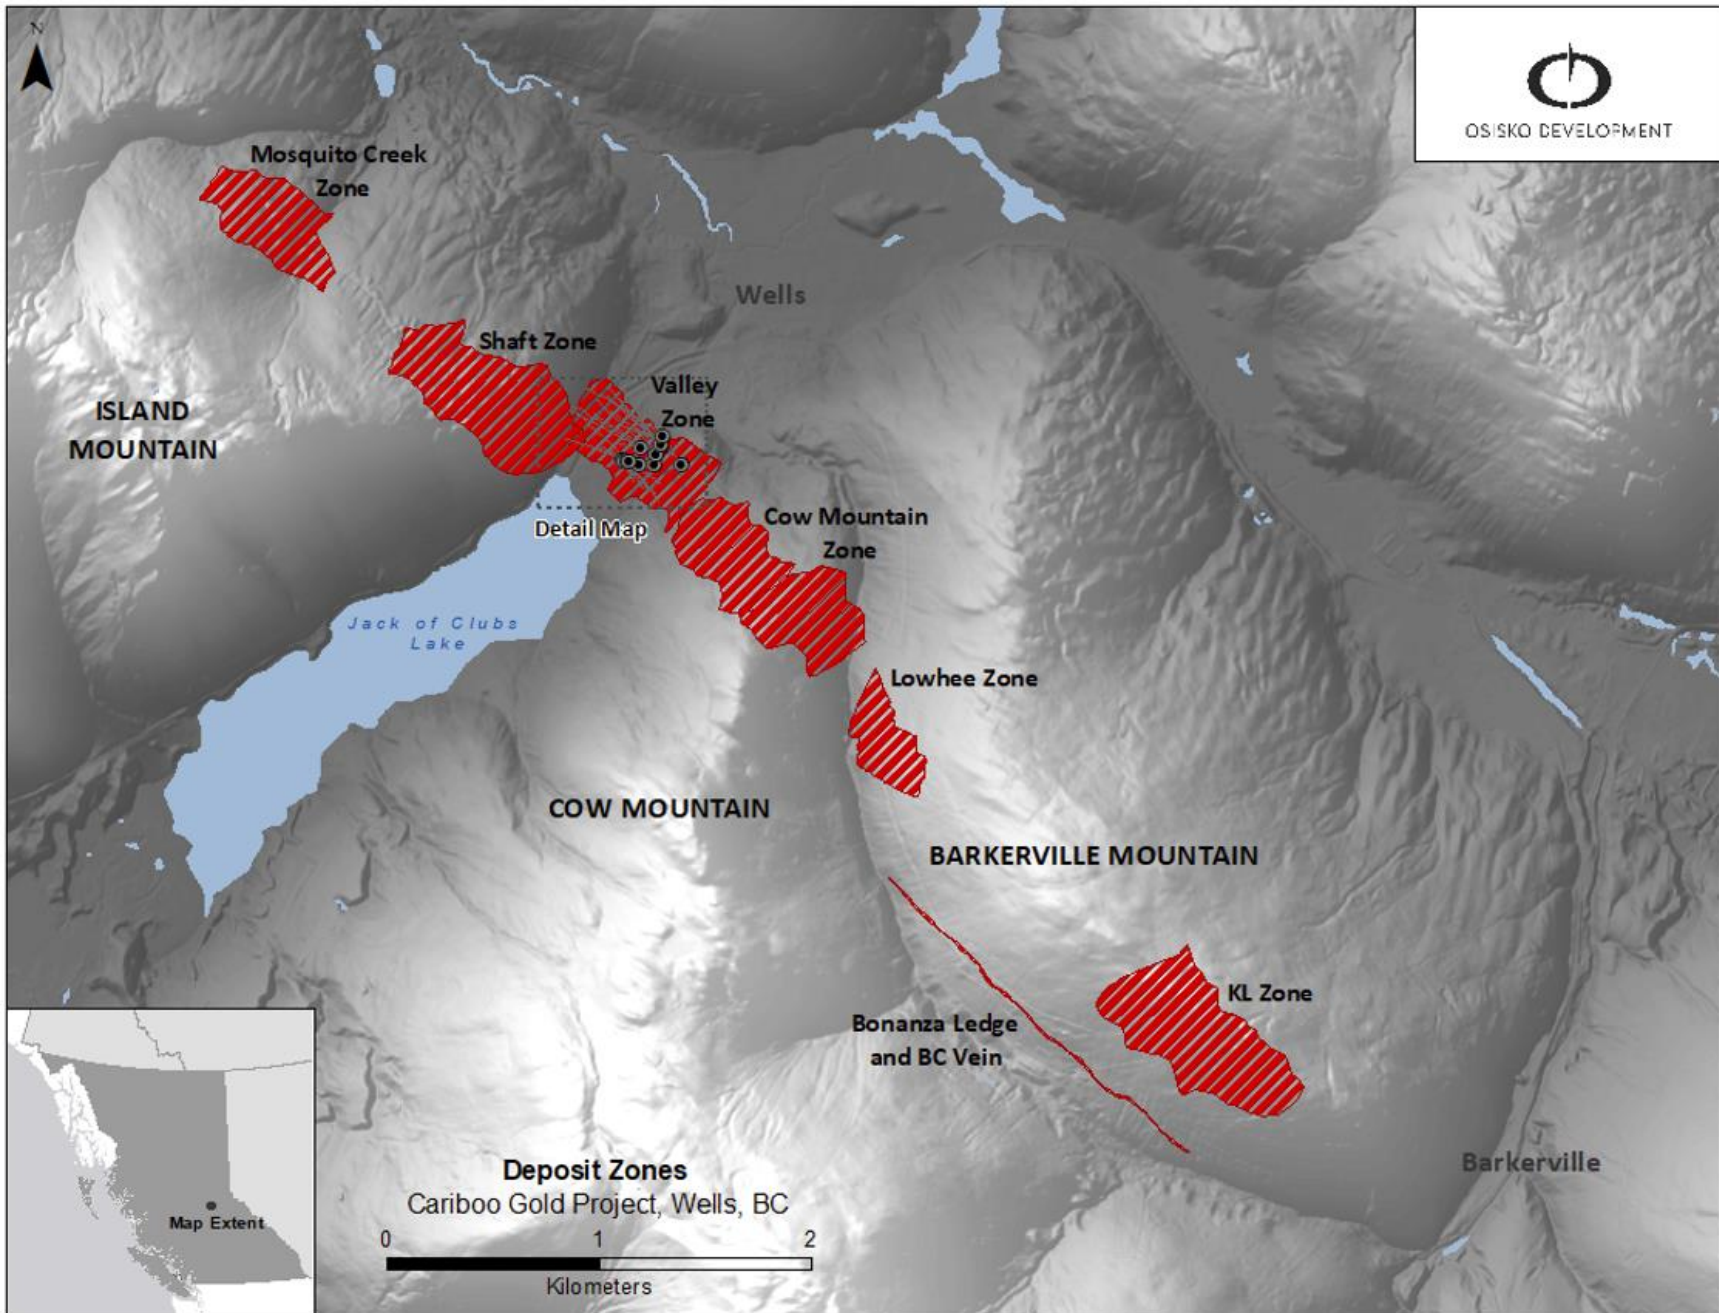 N
OSISKO DEVELOPMENT
Mosquito Creek
Zone
Wells
Shaft Zone
Valley
Zone
ISLAND
MOUNTAIN
Cow Mountain
Zone
Detail Map
Jack of Clubs
Lake
Lowhee Zone
COW MOUNTAIN
BARKERVILLE MOUNTAIN
KL Zone
Bonanza Ledge
and BC Vein
Barkerville
Deposit Zones
Cariboo Gold Project, Wells, BC
0 1 2
Kilometers
Map Extent